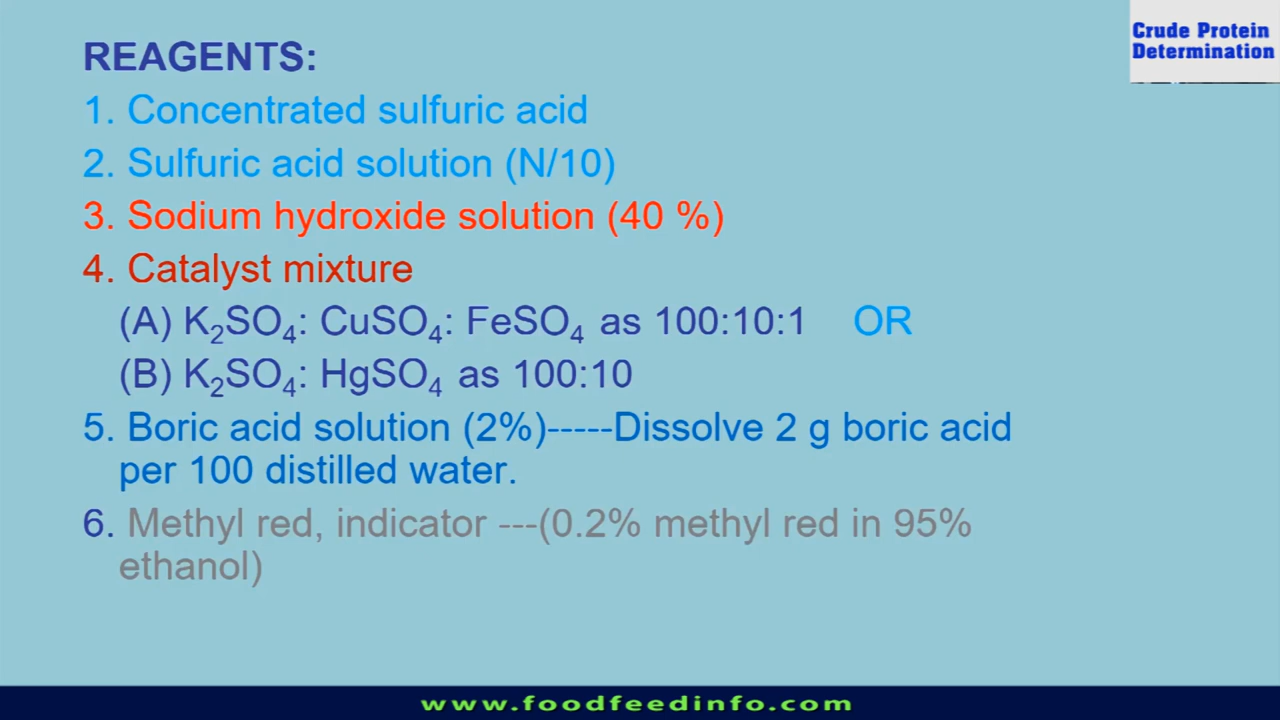 Crude Protein
Determination
REAGENTS:
1. Concentrated sulfuric acid
2. Sulfuric acid solution (N/10)
3. Sodium hydroxide solution (40 %)
4. Catalyst mixture
(A) K₂SO₄: CuSO₄: FeSO₄ as 100:10:1 OR
(B) K₂SO₄: HgSO₄ as 100:10
5. Boric acid solution (2%)-----Dissolve 2 g boric acid
per 100 distilled water.
6. Methyl red, indicator ---(0.2% methyl red in 95%
ethanol)
www.foodfeedinfo.com